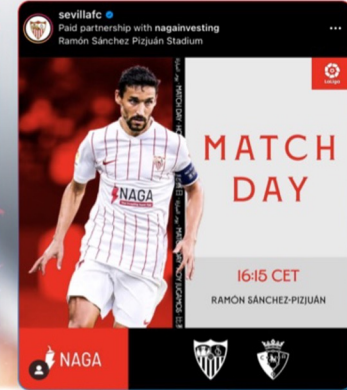 sevillafc
Paid partnership with nagainvesting
Ramón Sánchez Pizjuán Stadium
LaLiga
MATCH
DAY
NAGA
16:15 CET
RAMÓN SÁNCHEZ-PIZJUÁN
NAGA